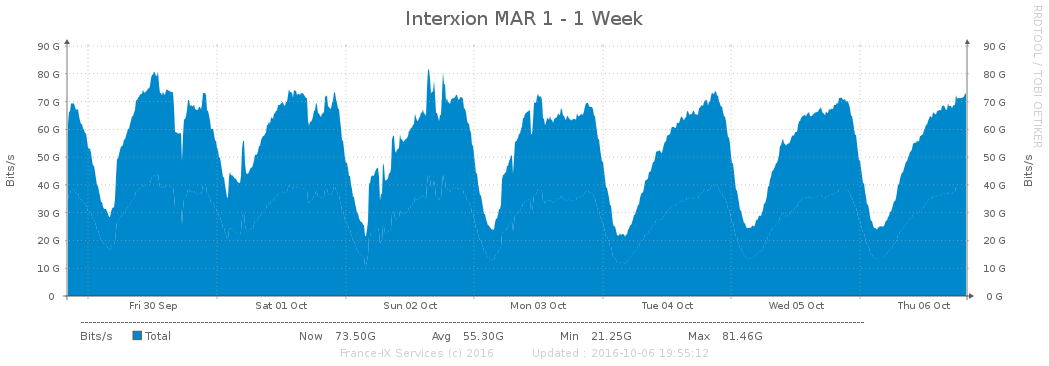 Interxion MAR 1 - 1 Week
RRDTOOL / TOBI OETIKER
90 G 90 G
80 G 80 G
70 G 70 G
60 G 60 G
50 G 50 G
40 G 40 G
30 G 30 G
20 G 20 G
10 G 10 G
0 0 G
Bits/s
Bits/s
Fri 30 Sep Sat 01 Oct Sun 02 Oct Mon 03 Oct Tue 04 Oct Wed 05 Oct Thu 06 Oct
Bits/s Total Now 73.50G Avg 55.30G Min 21.25G Max 81.46G
France-IX Services (c) 2016 Updated : 2016-10-06 19:55:12